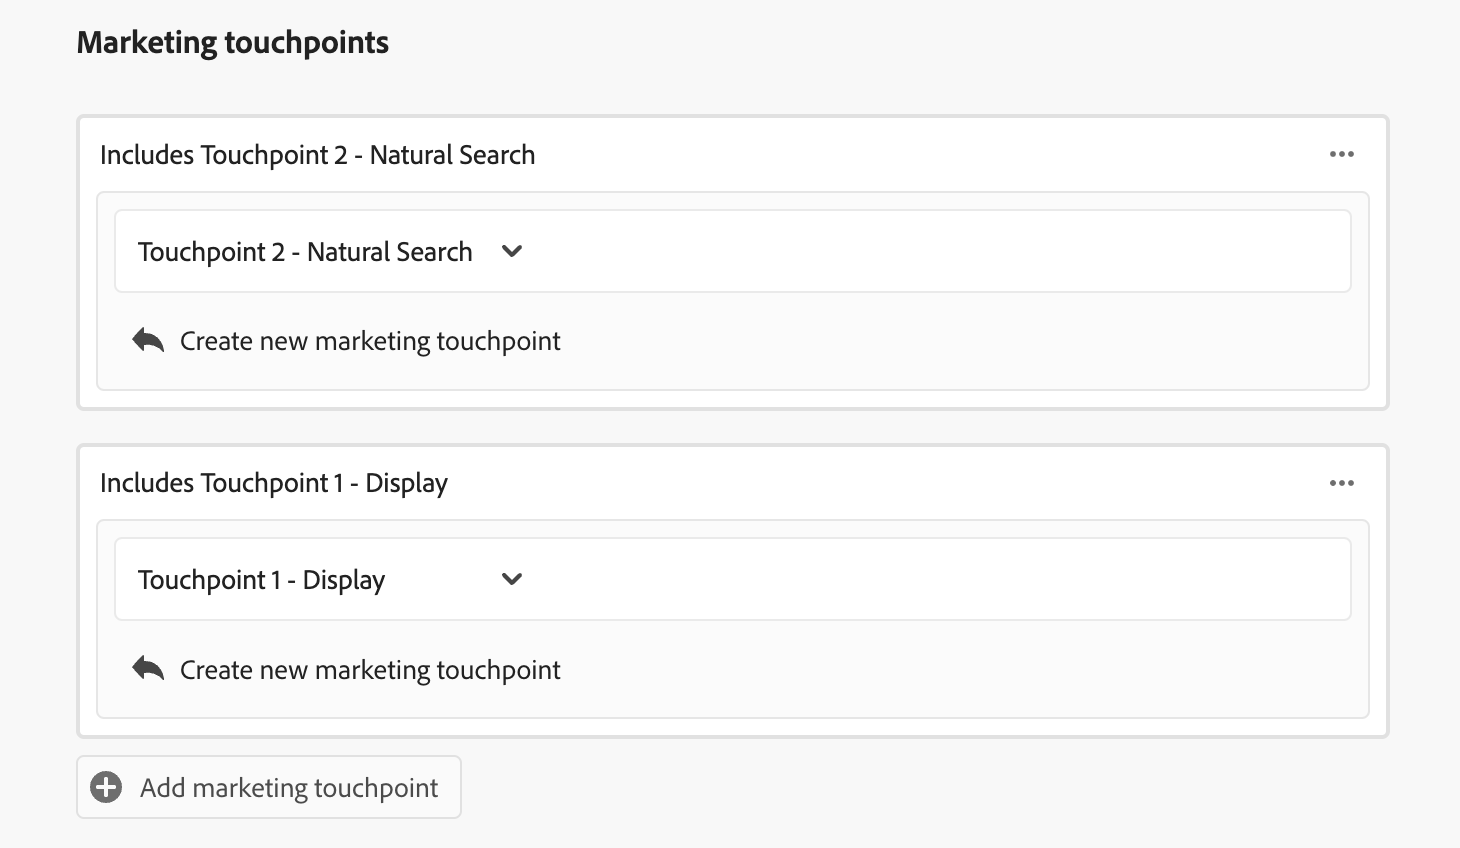 Marketing touchpoints
Includes Touchpoint 2 - Natural Search
Touchpoint 2 - Natural Search
Create new marketing touchpoint
Includes Touchpoint 1 - Display
Touchpoint 1 - Display
Create new marketing touchpoint
Add marketing touchpoint